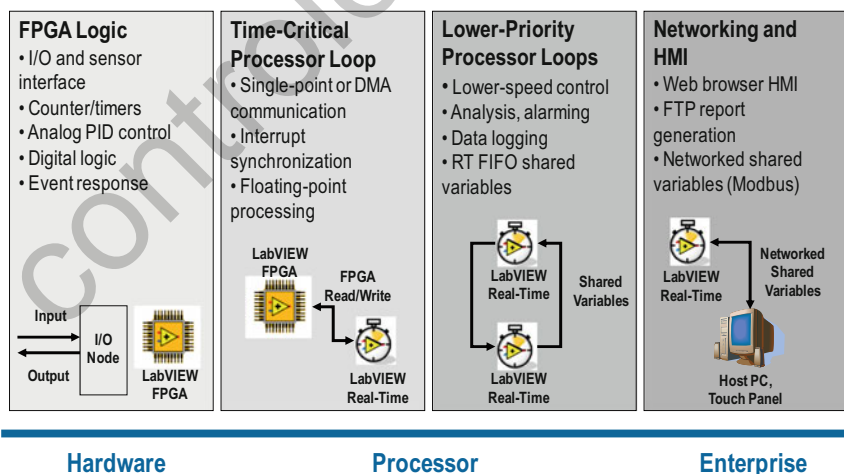 FPGA Logic
• I/O and sensor
interface
• Counter/timers
• Analog PID control
• Digital logic
• Event response
Input
Output
I/O
Node
LabVIEW
FPGA
Time-Critical
Processor Loop
• Single-point or DMA
communication
• Interrupt
synchronization
• Floating-point
processing
LabVIEW
FPGA
FPGA
Read/Write
LabVIEW
Real-Time
Lower-Priority
Processor Loops
• Lower-speed control
• Analysis, alarming
• Data logging
• RT FIFO shared
variables
LabVIEW
Real-Time
Shared
Variables
LabVIEW
Real-Time
Networking and
HMI
• Web browser HMI
• FTP report
generation
• Networked shared
variables (Modbus)
LabVIEW
Real-Time
Networked
Shared
Variables
Host PC,
Touch Panel
Hardware
Processor
Enterprise